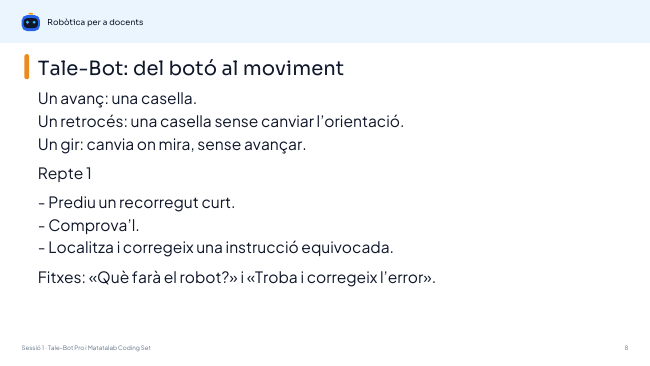 Robòtica per a docents
Tale-Bot: del botó al moviment
Un avanç: una casella.
Un retrocés: una casella sense canviar l’orientació.
Un gir: canvia on mira, sense avançar.
Repte 1
- Prediu un recorregut curt.
- Comprova’l.
- Localitza i corregeix una instrucció equivocada.
Fitxes: «Què farà el robot?» i «Troba i corregeix l’error».
Sessió 1 · Tale-Bot Pro i Matatalab Coding Set
8